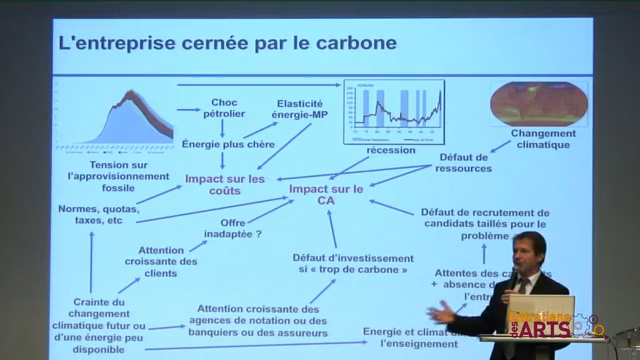 L'entreprise cernée par le carbone
Choc
pétrolier
Elasticité
énergie-MP
Énergie plus chère
récession
Changement
climatique
Tension sur
l'approvisionnement
fossile
Défaut de
ressources
Impact sur les
coûts
Impact sur le
CA
Normes, quotas,
taxes, etc
Offre
inadaptée ?
Défaut de recrutement de
candidats taillés pour le
problème
Attention
croissante des
clients
Défaut d'investissement
si « trop de carbone »
Attentes des
+ absence
l'ent
Crainte du
changement
climatique futur ou
d'une énergie peu
disponible
Attention croissante des
agences de notation ou des
banquiers ou des assureurs
Energie et climat
l'enseignement
Entretiens
des ARTS